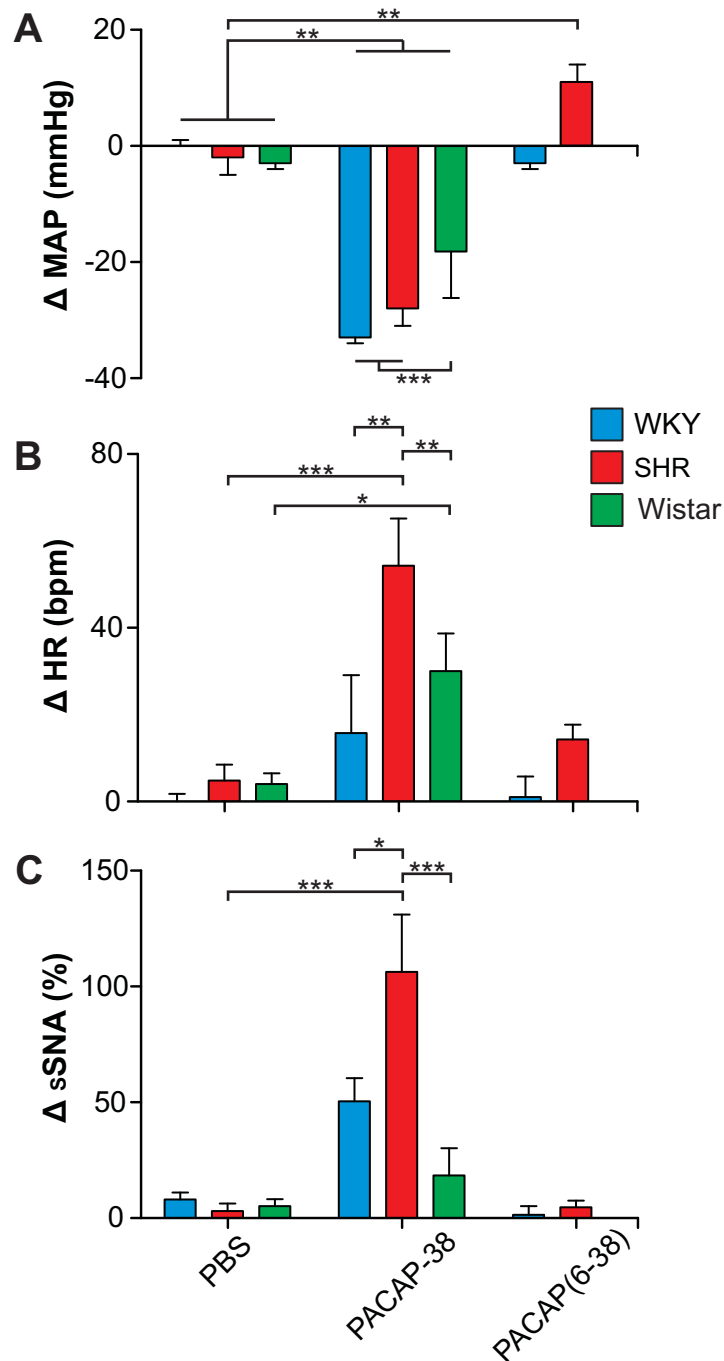 A
**
**
20
0
-20
-40
Δ MAP (mmHg)
***
WKY
SHR
Wistar
B
**
**
***
*
80
40
0
Δ HR (bpm)
C
*
***
***
150
100
50
0
Δ sSNA (%)
PBS
PACAP-38
PACAP(6-38)